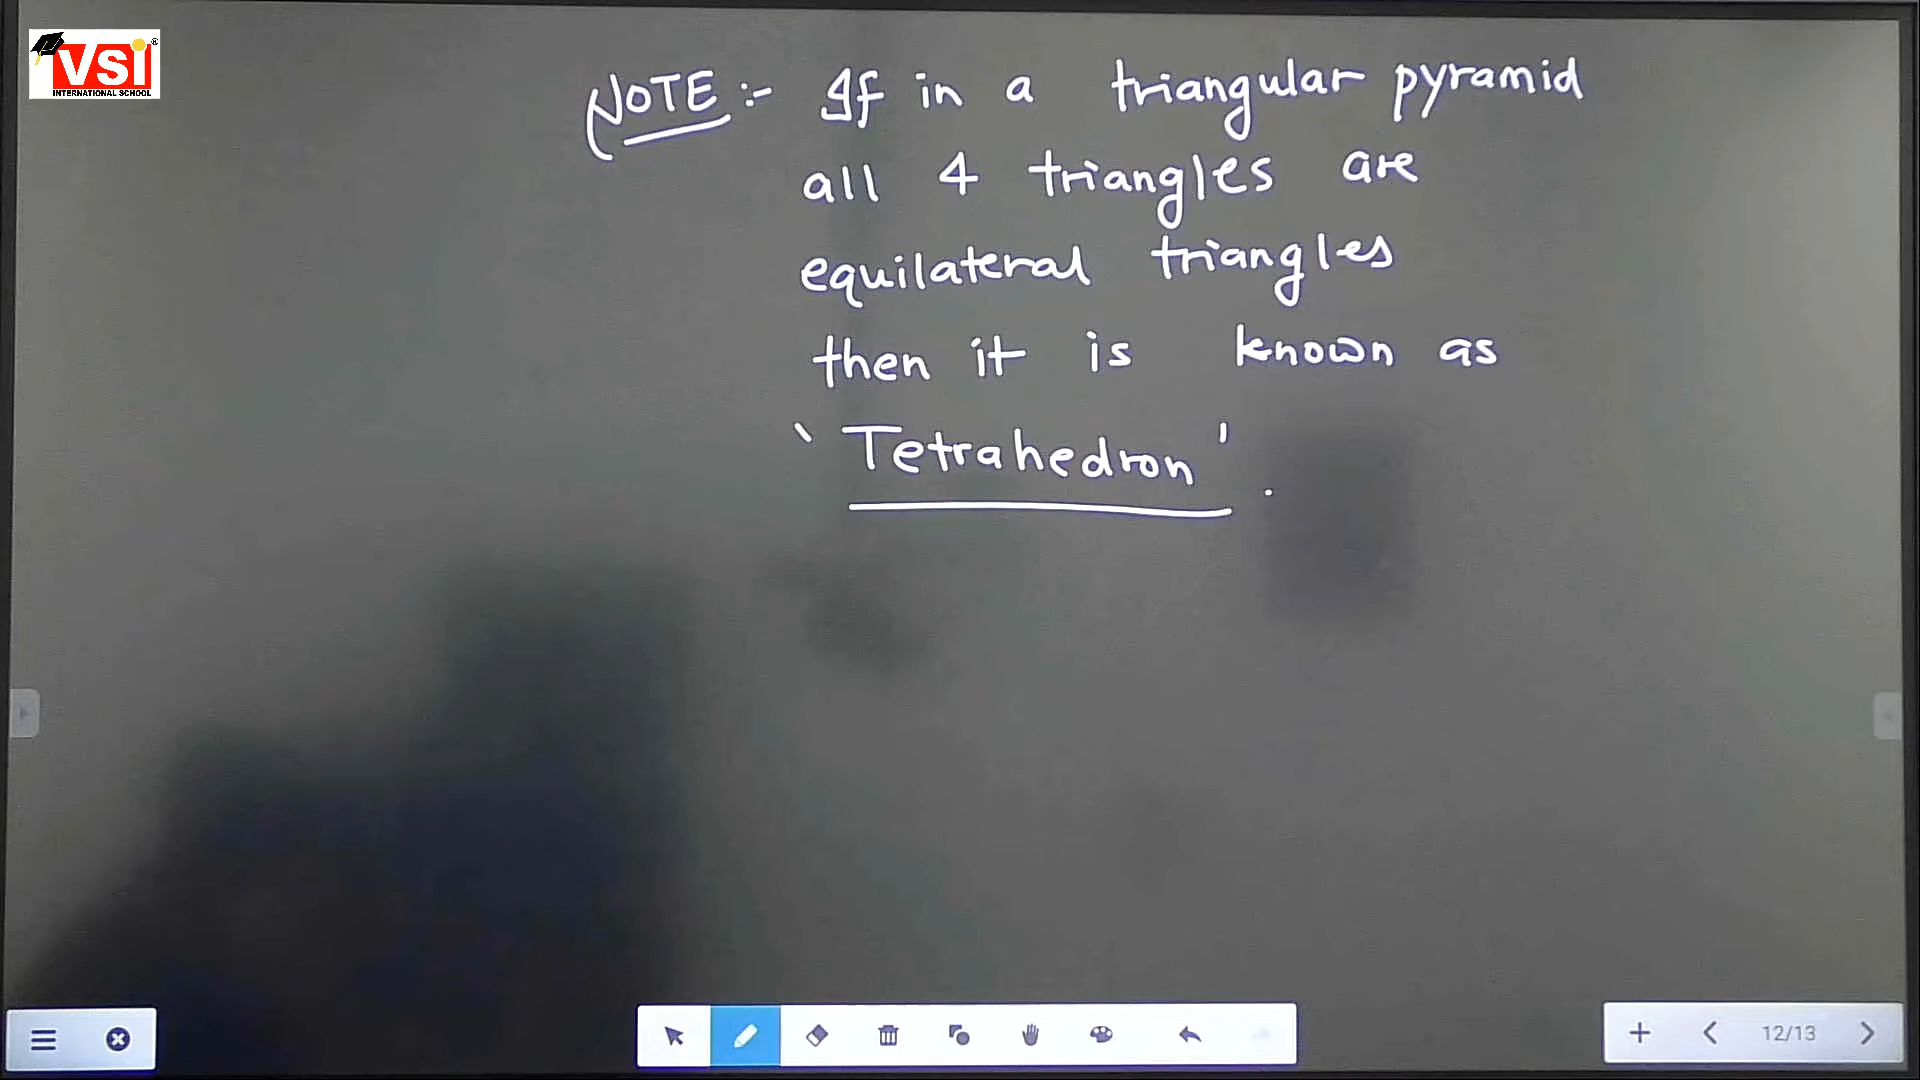 VSI
INTERNATIONAL SCHOOL
NOTE :- If in a triangular pyramid
all 4 triangles are
equilateral triangles
then it is known as
‘Tetrahedron’.
12/13